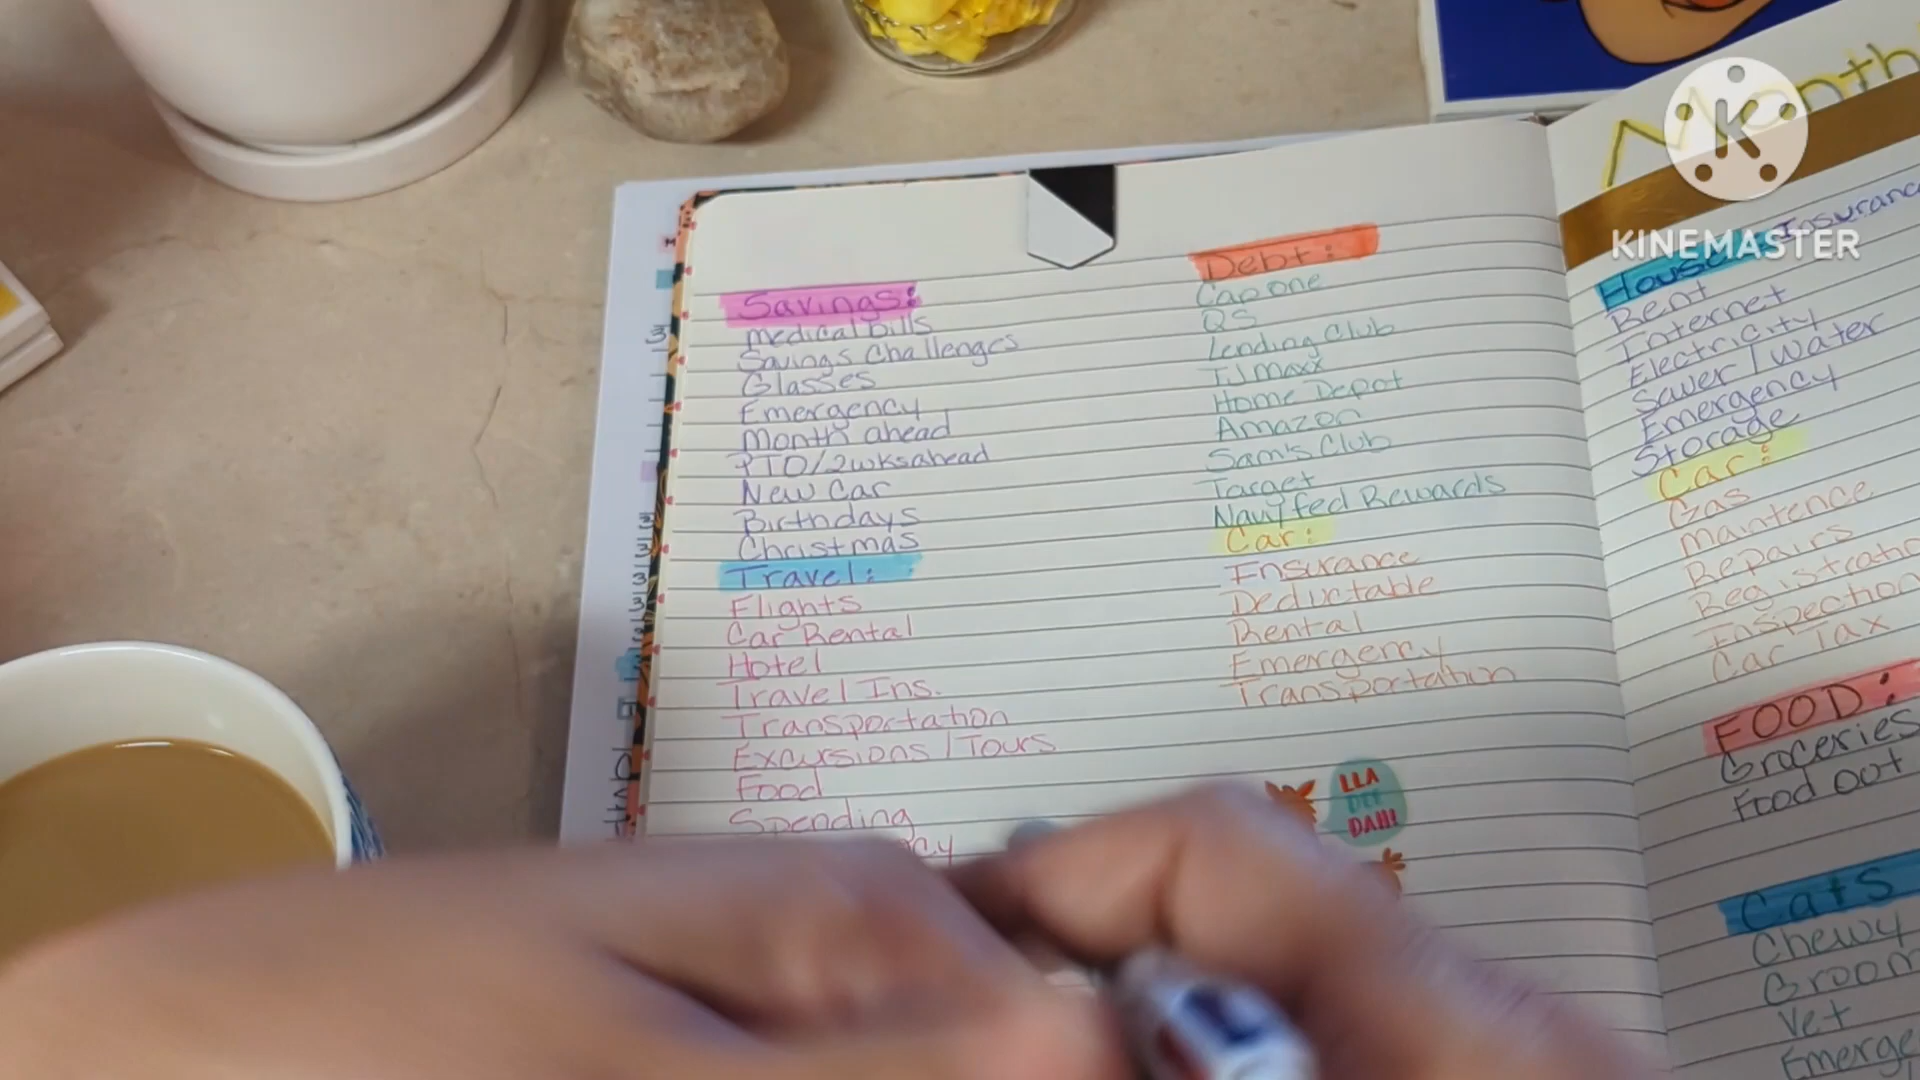 Savings:
medical bills
Savings Challenges
Glasses
Emergency
Month ahead
PTO/2wks ahead
New Car
Birthdays
Christmas
Travel:
Flights
Car Rental
Hotel
Travel Ins.
Transportation
Excursions/Tours
Food
Spending
Debt:
Cap one
QS
Lending Club
TJ Maxx
Home Depot
Amazon
Sam's Club
Target
Navy fed Rewards
Car:
Insurance
Deductable
Rental
Emergency
Transportation
LLA
DEE
DAH!
KINEMASTER
House:
Rent
Internet
Electricity
Sewer/Water
Emergency
Storage
Car:
Gas
Maintence
Repairs
Car Tax
FOOD:
Groceries
Food Out
Cats
Chewy
Vet